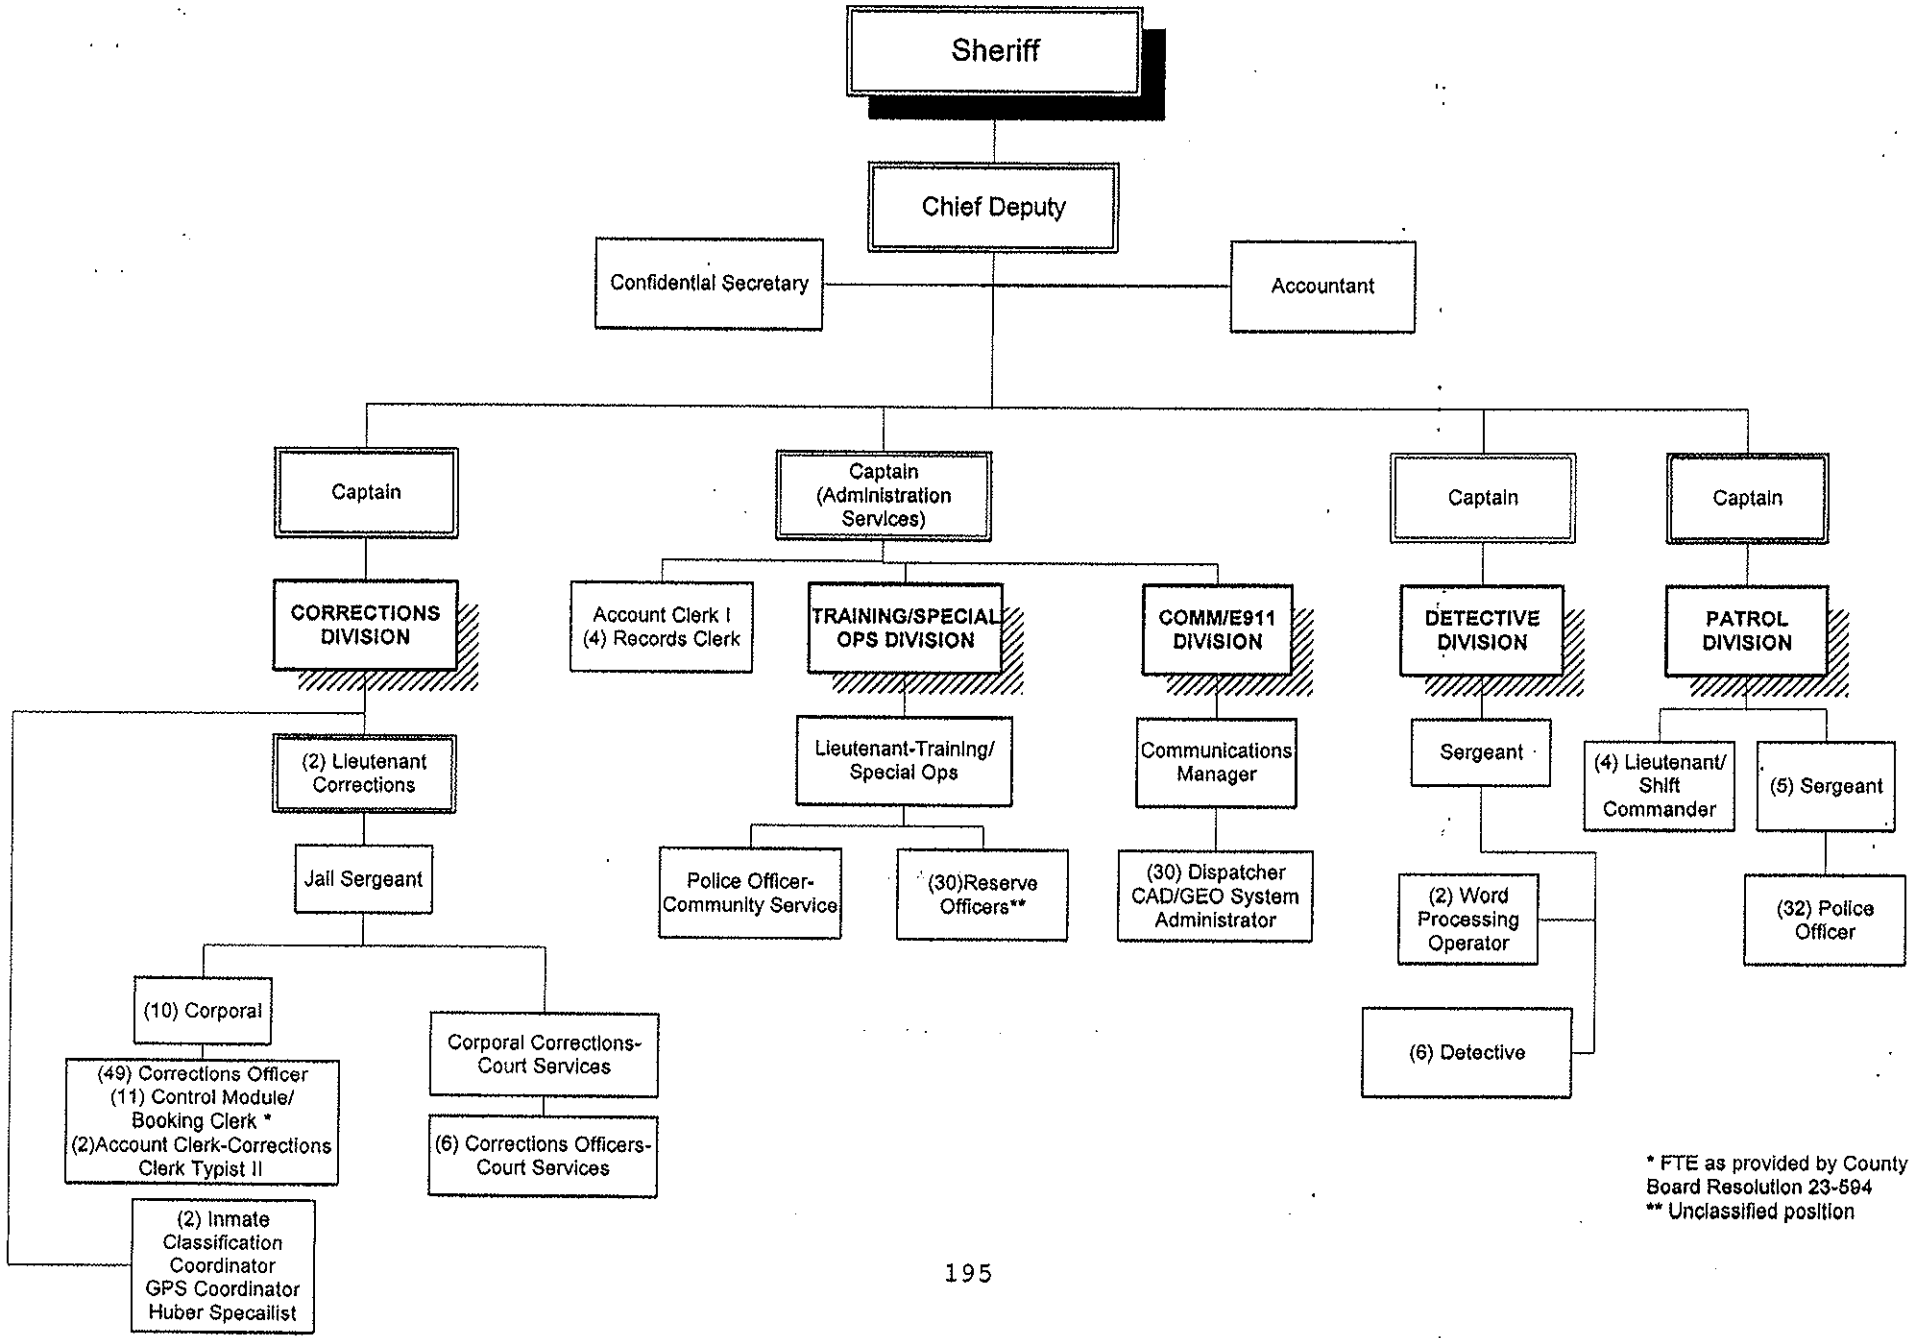 Sheriff
Chief Deputy
Confidential Secretary
Accountant
Captain
Captain
(Administration
Services)
Captain
Captain
CORRECTIONS
DIVISION
Account Clerk I
(4) Records Clerk
TRAINING/SPECIAL
OPS DIVISION
COMM/E911
DIVISION
DETECTIVE
DIVISION
PATROL
DIVISION
(2) Lieutenant
Corrections
Lieutenant-Training/
Special Ops
Communications
Manager
Sergeant
(4) Lieutenant/
Shift
Commander
(5) Sergeant
Jail Sergeant
Police Officer-
Community Service
(30)Reserve
Officers**
(30) Dispatcher
CAD/GEO System
Administrator
(2) Word
Processing
Operator
(32) Police
Officer
(10) Corporal
Corporal Corrections-
Court Services
(6) Detective
(49) Corrections Officer
(11) Control Module/
Booking Clerk *
(2)Account Clerk-Corrections
Clerk Typist II
(6) Corrections Officers-
Court Services
(2) Inmate
Classification
Coordinator
GPS Coordinator
Huber Specailist
* FTE as provided by County
Board Resolution 23-594
** Unclassified position
195